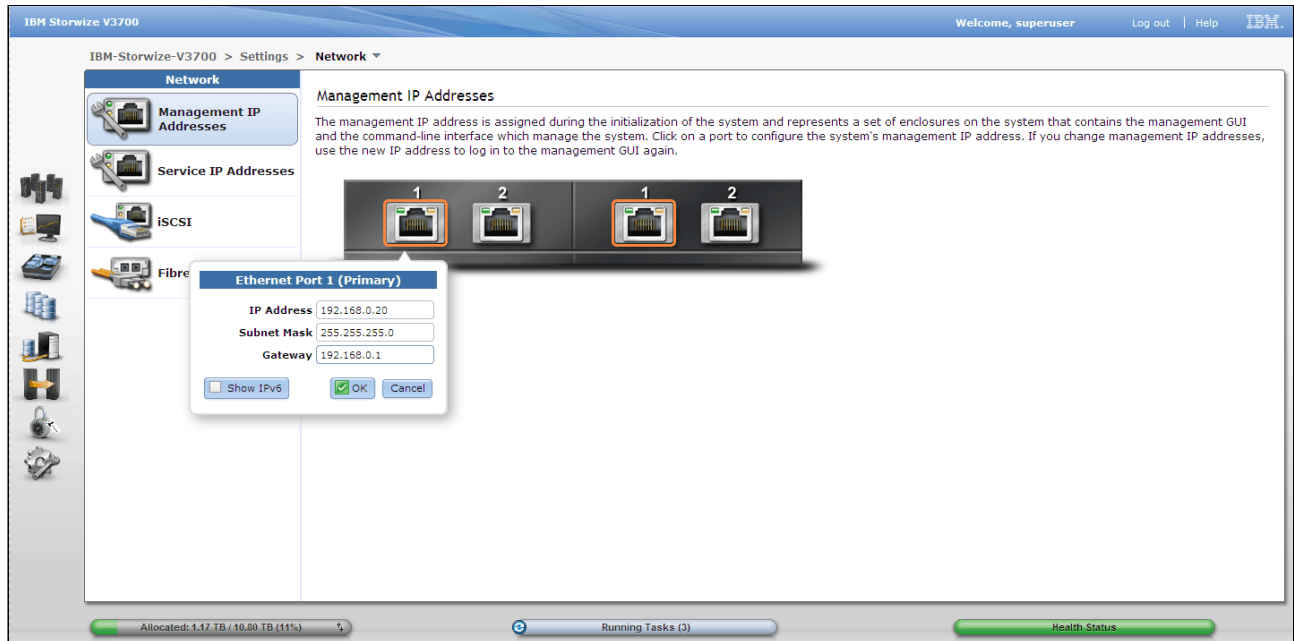 IBM Storwize V3700
Welcome, superuser
Log out | Help
IBM.
IBM-Storwize-V3700 > Settings > Network
Network
Management IP
Addresses
Service IP Addresses
iSCSI
Fibre
Management IP Addresses
The management IP address is assigned during the initialization of the system and represents a set of enclosures on the system that contains the management GUI
and the command-line interface which manage the system. Click on a port to configure the system's management IP address. If you change management IP addresses,
use the new IP address to log in to the management GUI again.
1 2 1 2
Ethernet Port 1 (Primary)
IP Address 192.168.0.20
Subnet Mask 255.255.255.0
Gateway 192.168.0.1
Show IPv6 OK Cancel
Allocated: 1.17 TB / 10.80 TB (11%)
Running Tasks (3)
Health Status